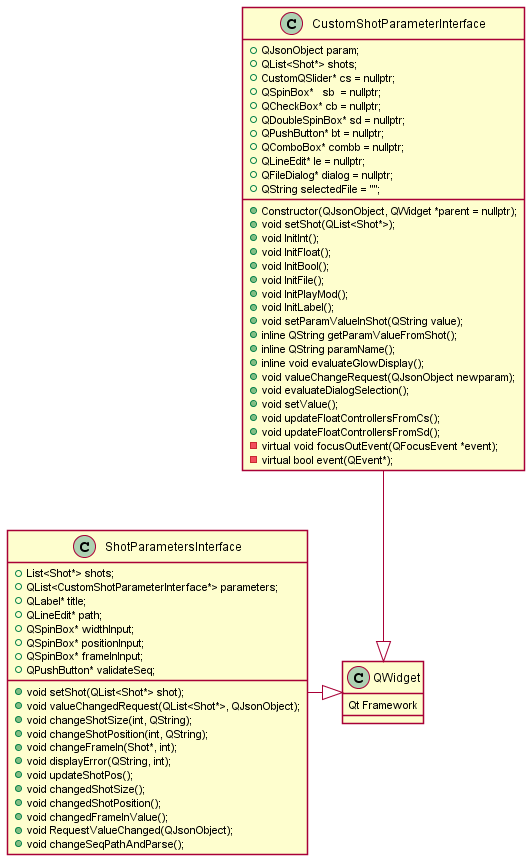 C CustomShotParameterInterface
QJsonObject param;
QList<Shot*> shots;
CustomQSlider* cs = nullptr;
QSpinBox*   sb  = nullptr;
QCheckBox* cb = nullptr;
QDoubleSpinBox* sd = nullptr;
QPushButton* bt = nullptr;
QComboBox* combb = nullptr;
QLineEdit* le = nullptr;
QFileDialog* dialog = nullptr;
QString selectedFile = "";
Constructor(QJsonObject, QWidget *parent = nullptr);
void setShot(QList<Shot*>);
void InitInt();
void InitFloat();
void InitBool();
void InitFile();
void InitPlayMod();
void InitLabel();
void setParamValueInShot(QString value);
inline QString getParamValueFromShot();
inline QString paramName();
inline void evaluateGlowDisplay();
void valueChangeRequest(QJsonObject newparam);
void evaluateDialogSelection();
void setValue();
void updateFloatControllersFromCs();
void updateFloatControllersFromSd();
virtual void focusOutEvent(QFocusEvent *event);
virtual bool event(QEvent*);
C ShotParametersInterface
List<Shot*> shots;
QList<CustomShotParameterInterface*> parameters;
QLabel* title;
QLineEdit* path;
QSpinBox* widthInput;
QSpinBox* positionInput;
QSpinBox* frameInInput;
QPushButton* validateSeq;
void setShot(QList<Shot*> shot);
void valueChangedRequest(QList<Shot*>, QJsonObject);
void changeShotSize(int, QString);
void changeShotPosition(int, QString);
void changeFrameIn(Shot*, int);
void displayError(QString, int);
void updateShotPos();
void changedShotSize();
void changedShotPosition();
void changedFrameInValue();
void RequestValueChanged(QJsonObject);
void changeSeqPathAndParse();
C QWidget
Qt Framework